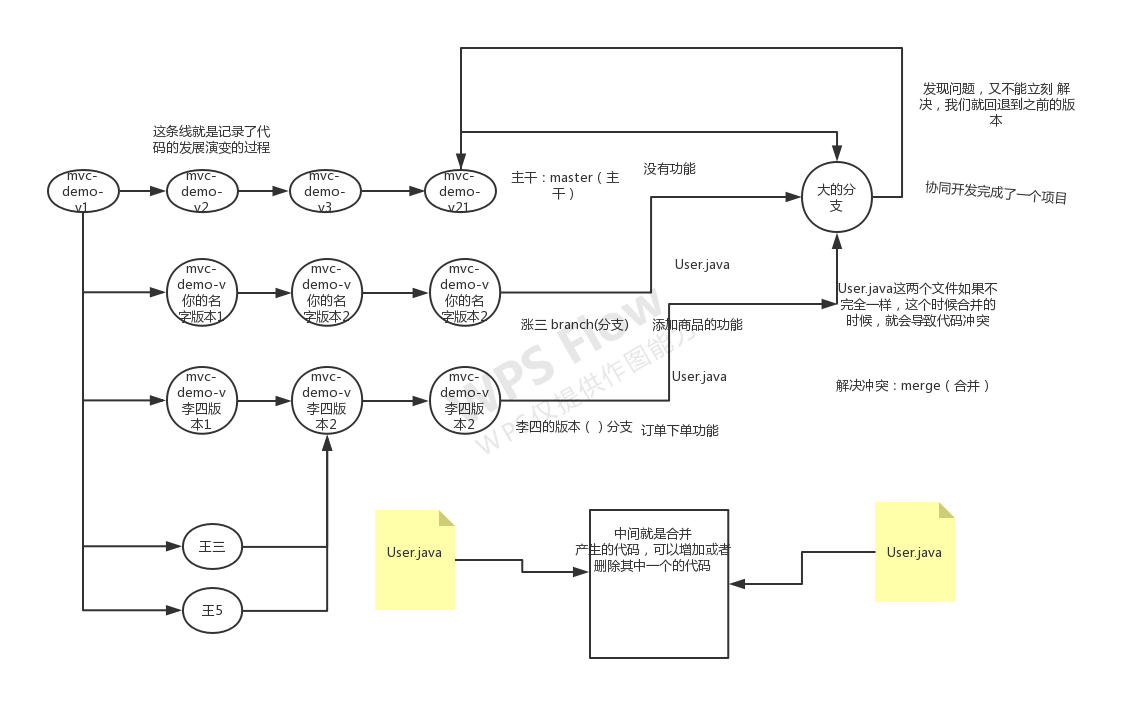 发现问题，又不能立刻 解
决，我们就回退到之前的版
本
这条线就是记录了代
码的发展演变的过程
mvc-
demo-
v1
mvc-
demo-
v2
mvc-
demo-
v3
mvc-
demo-
v21
主干：master（主
干）
没有功能
大的分
支
协同开发完成了一个项目
mvc-
demo-v
你的名
字版本1
mvc-
demo-v
你的名
字版本2
mvc-
demo-v
你的名
字版本2
User.java
User.java这两个文件如果不
完全一样，这个时候合并的
时候，就会导致代码冲突
涨三 branch(分支)
添加商品的功能
mvc-
demo-v
李四版
本1
mvc-
demo-v
李四版
本2
mvc-
demo-v
李四版
本2
User.java
解决冲突：merge（合并）
李四的版本（ ）分支
订单下单功能
WPS Flow
WPS仅提供作图能力
王三
王5
User.java
中间就是合并
产生的代码，可以增加或者
删除其中一个的代码
User.java